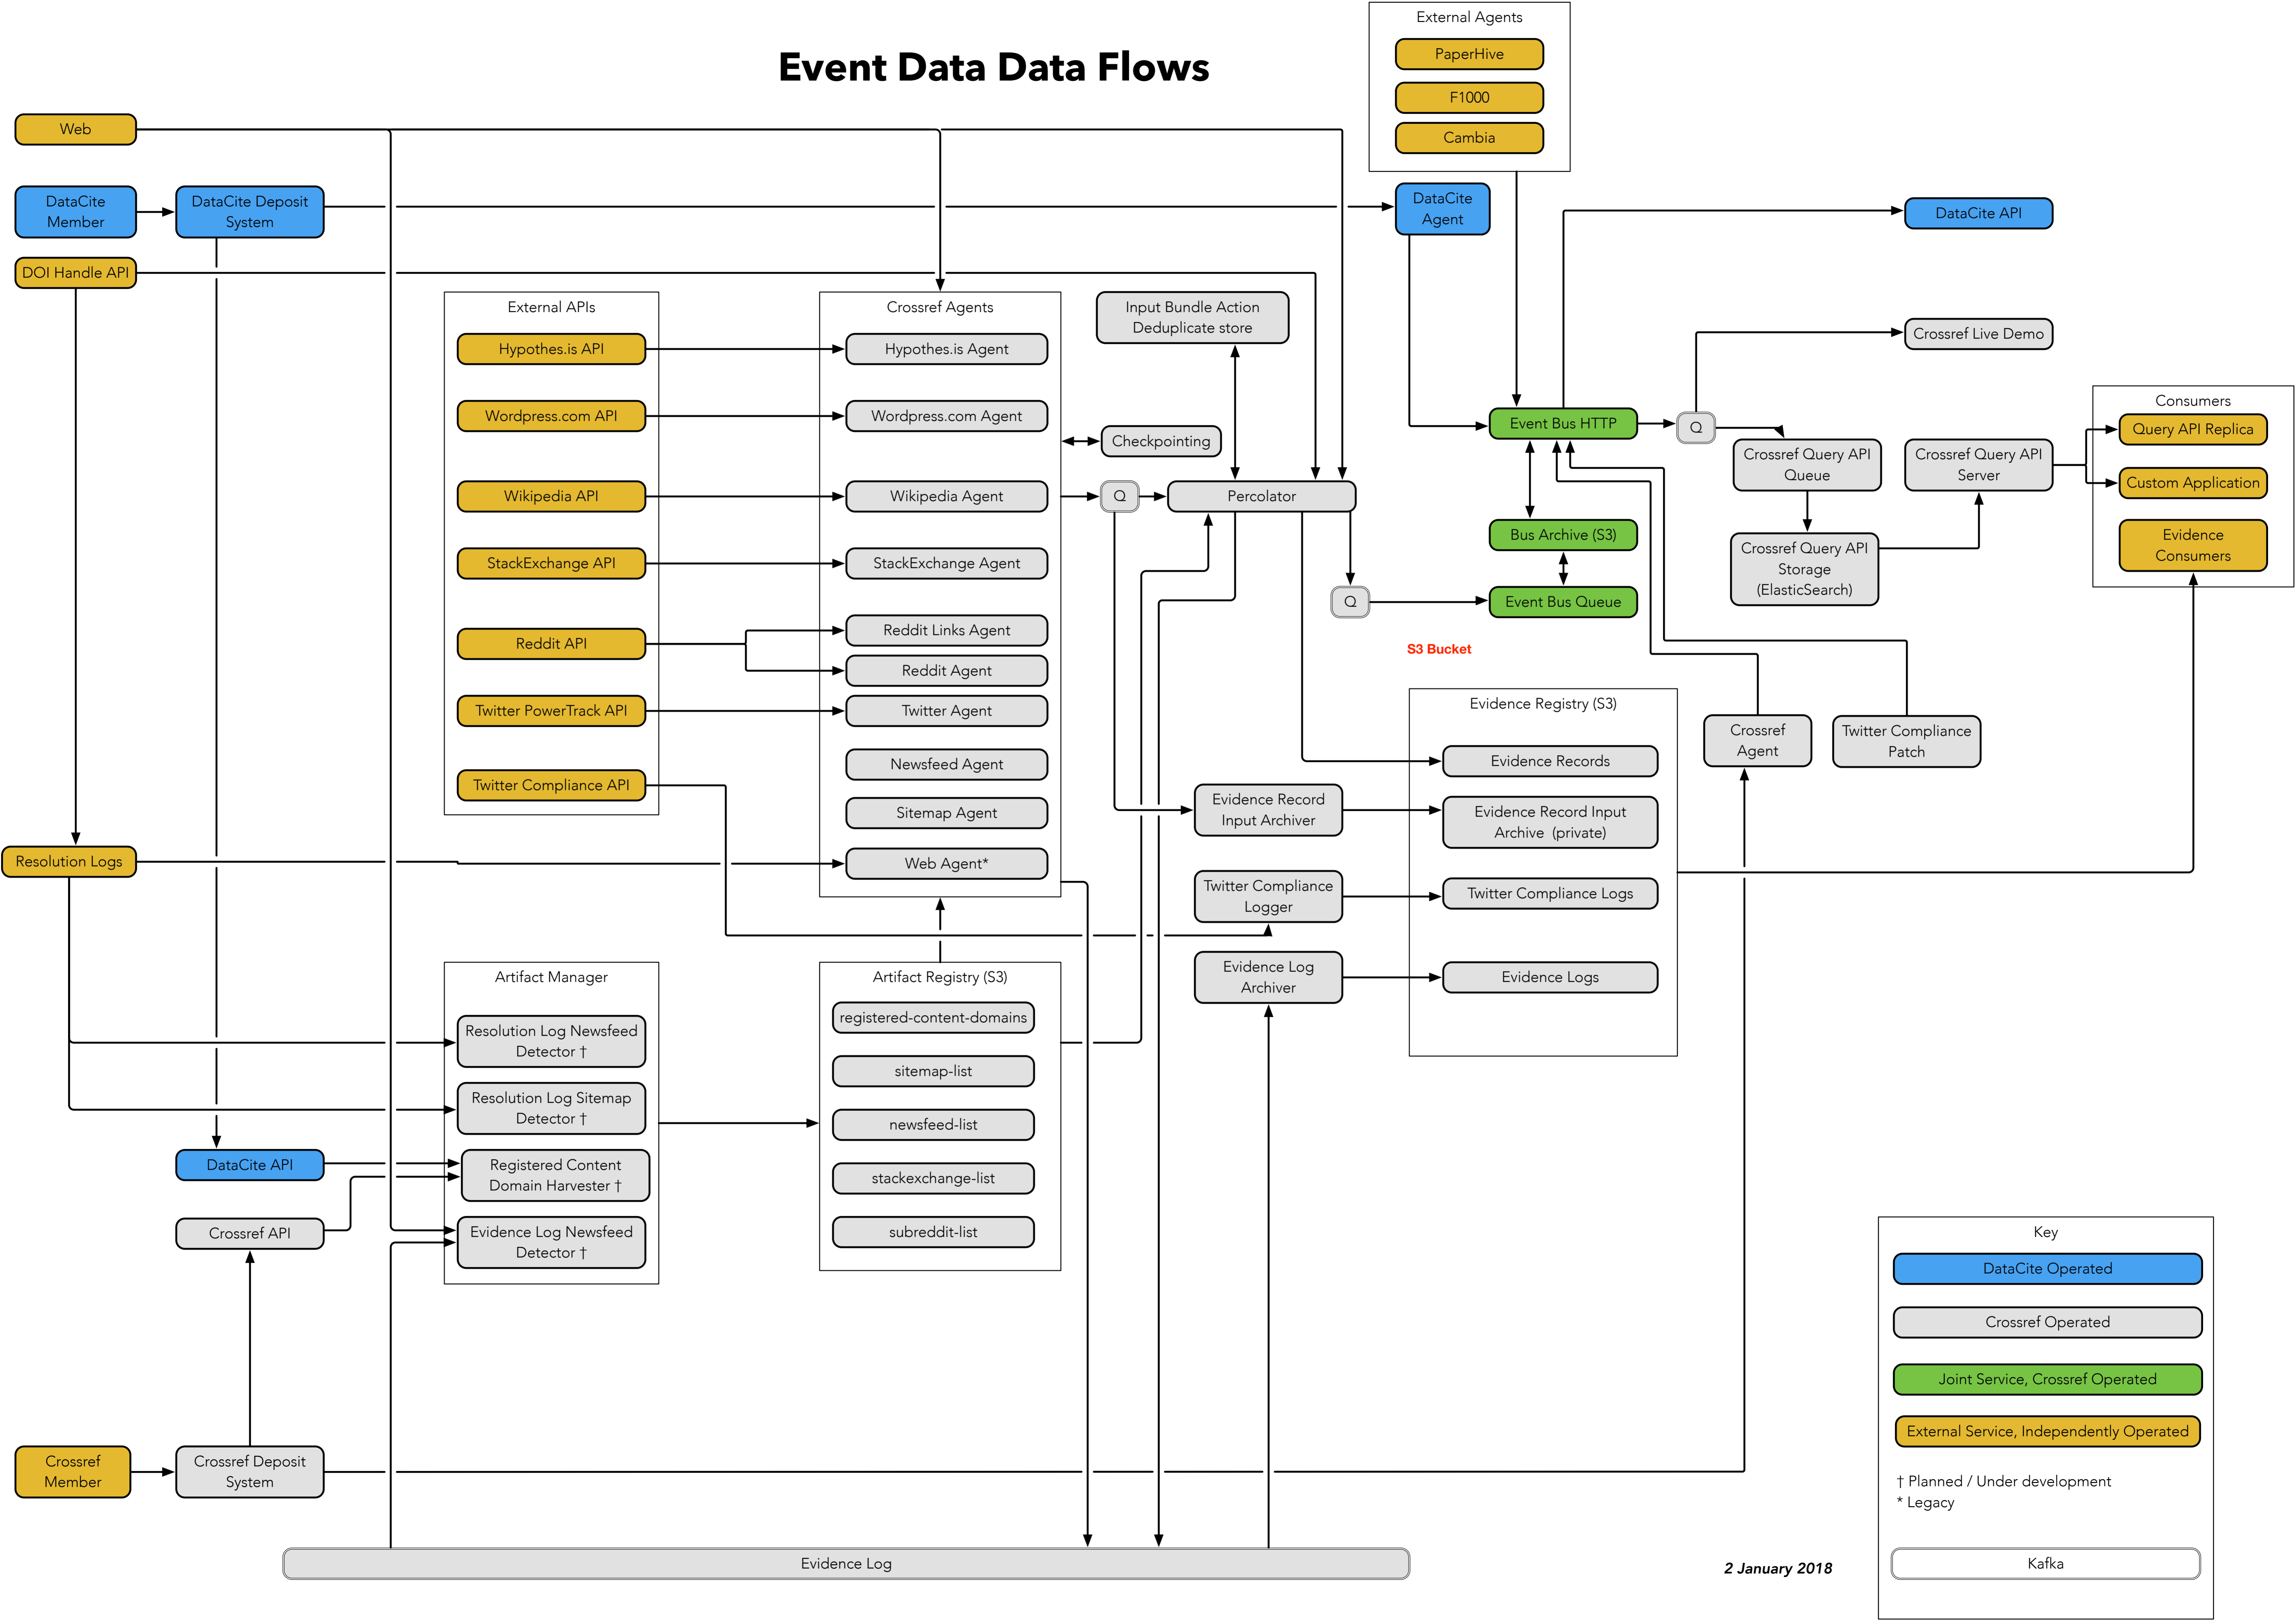 External Agents
PaperHive
F1000
Cambia
Event Data Data Flows
Web
DataCite
Member
DataCite Deposit
System
DataCite
Agent
DataCite API
DOI Handle API
External APIs
Hypothes.is API
Wordpress.com API
Wikipedia API
StackExchange API
Reddit API
Twitter PowerTrack API
Twitter Compliance API
Crossref Agents
Hypothes.is Agent
Wordpress.com Agent
Wikipedia Agent
StackExchange Agent
Reddit Links Agent
Reddit Agent
Twitter Agent
Newsfeed Agent
Sitemap Agent
Web Agent*
Input Bundle Action
Deduplicate store
Checkpointing
Q
Percolator
Q
Event Bus HTTP
Bus Archive (S3)
Event Bus Queue
S3 Bucket
Q
Crossref Live Demo
Crossref Query API
Queue
Crossref Query API
Storage
(ElasticSearch)
Crossref Query API
Server
Consumers
Query API Replica
Custom Application
Evidence
Consumers
Crossref
Agent
Twitter Compliance
Patch
Evidence Record
Input Archiver
Twitter Compliance
Logger
Evidence Log
Archiver
Evidence Registry (S3)
Evidence Records
Evidence Record Input
Archive (private)
Twitter Compliance Logs
Evidence Logs
Resolution Logs
Artifact Manager
Resolution Log Newsfeed
Detector †
Resolution Log Sitemap
Detector †
Registered Content
Domain Harvester †
Evidence Log Newsfeed
Detector †
Artifact Registry (S3)
registered-content-domains
sitemap-list
newsfeed-list
stackexchange-list
subreddit-list
DataCite API
Crossref API
Crossref
Member
Crossref Deposit
System
Evidence Log
2 January 2018
Key
DataCite Operated
Crossref Operated
Joint Service, Crossref Operated
External Service, Independently Operated
† Planned / Under development
* Legacy
Kafka